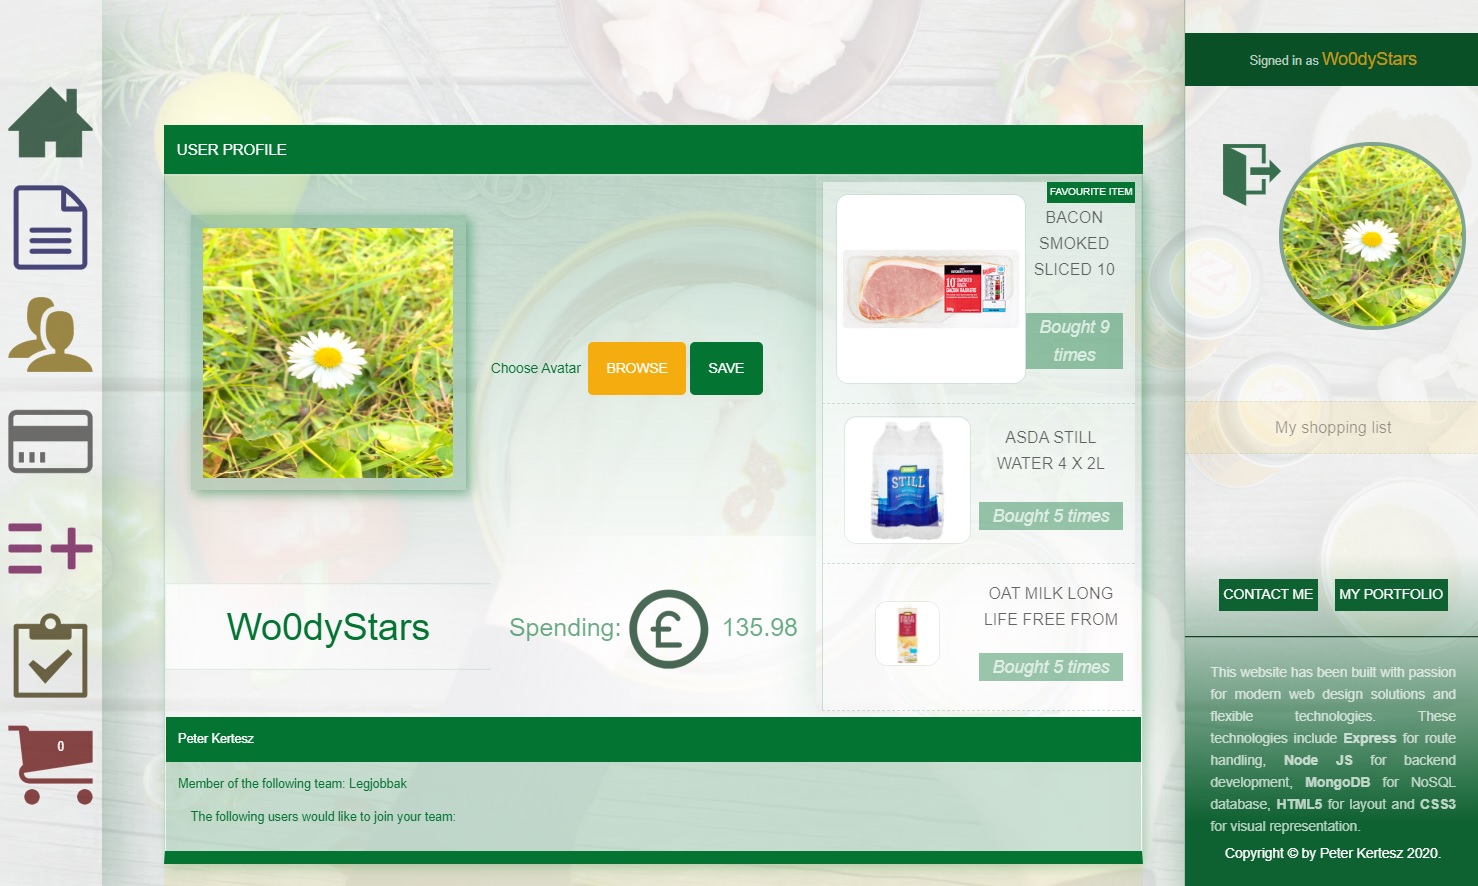 Signed in as Wo0dyStars
USER PROFILE
FAVOURITE ITEM
BACON
SMOKED
SLICED 10
Bought 9
times
Choose Avatar
BROWSE
SAVE
STILL
ASDA STILL
WATER 4 X 2L
Bought 5 times
OAT MILK LONG
LIFE FREE FROM
Bought 5 times
Wo0dyStars
Spending: £ 135.98
Peter Kertesz
Member of the following team: Legjobbak
The following users would like to join your team:
0
My shopping list
CONTACT ME
MY PORTFOLIO
This website has been built with passion
for modern web design solutions and
flexible technologies. These
technologies include Express for route
handling, Node JS for backend
development, MongoDB for NoSQL
database, HTML5 for layout and CSS3
for visual representation.
Copyright © by Peter Kertesz 2020.